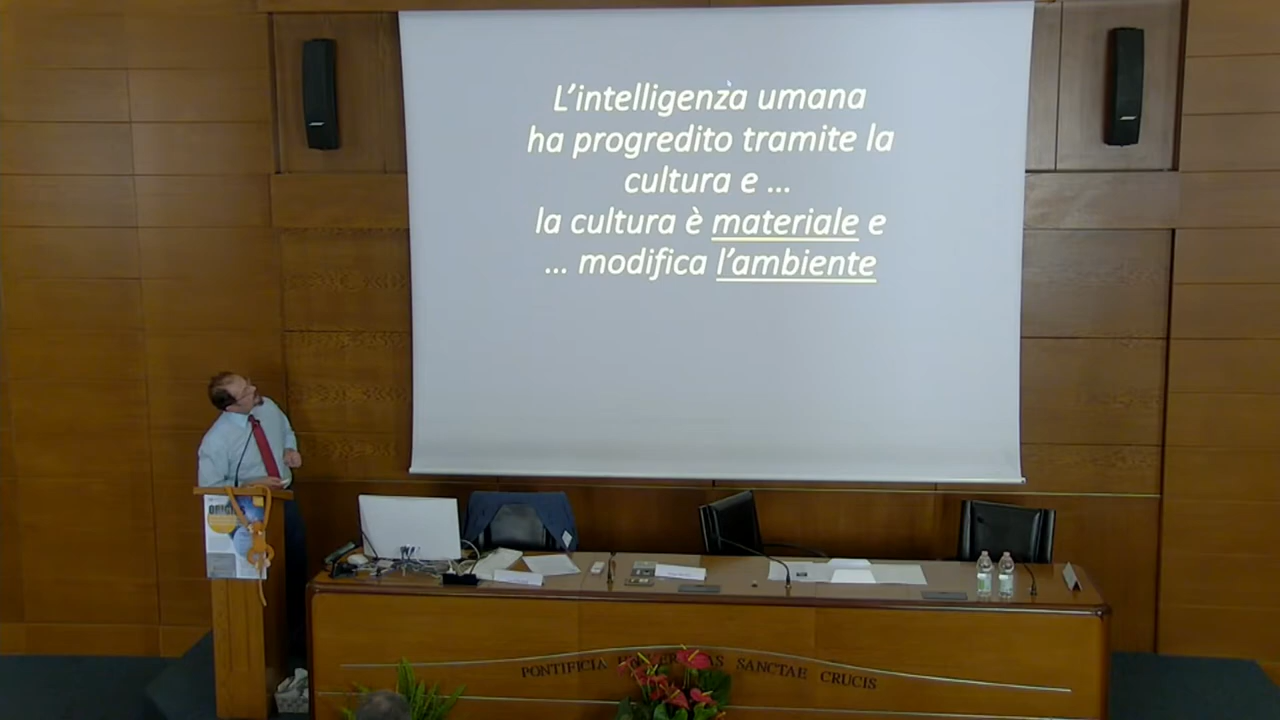 L'intelligenza umana
ha progredito tramite la
cultura e ...
la cultura è materiale e
... modifica l'ambiente
PONTIFICIA SANCTAE CRUCIS